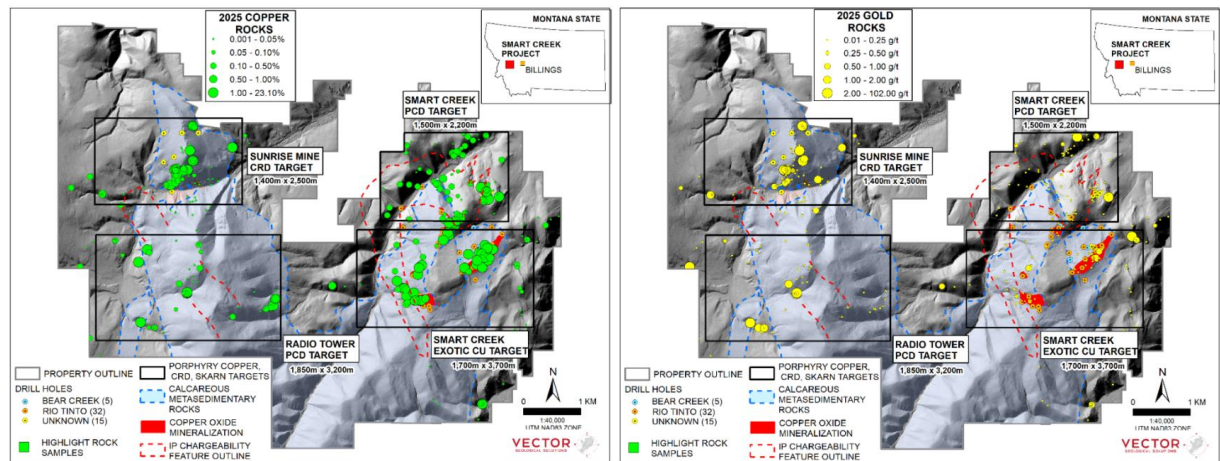 2025 COPPER
ROCKS
0.001 - 0.05%
0.05 - 0.10%
0.10 - 0.50%
0.50 - 1.00%
1.00 - 23.10%
MONTANA STATE
SMART CREEK
PROJECT
BILLINGS
SMART CREEK
PCD TARGET
1,500m x 2,200m
SUNRISE MINE
CRD TARGET
1,400m x 2,500m
RADIO TOWER
PCD TARGET
1,850m x 3,200m
SMART CREEK
EXOTIC CU TARGET
1,700m x 3,700m
PROPERTY OUTLINE
DRILL HOLES
BEAR CREEK (5)
RIO TINTO (32)
UNKNOWN (15)
HIGHLIGHT ROCK
SAMPLES
PORPHYRY COPPER,
CRD, SKARN TARGETS
CALCAREOUS
METASEDIMENTARY
ROCKS
COPPER OXIDE
MINERALIZATION
IP CHARGEABILITY
FEATURE OUTLINE
N
0 1 KM
1:40,000
UTM NAD83 ZONE
VECTOR
GEOLOGICAL SOLUTIONS
2025 GOLD
ROCKS
0.01 - 0.25 g/t
0.25 - 0.50 g/t
0.50 - 1.00 g/t
1.00 - 2.00 g/t
2.00 - 102.00 g/t
MONTANA STATE
SMART CREEK
PROJECT
BILLINGS
SMART CREEK
PCD TARGET
1,500m x 2,200m
SUNRISE MINE
CRD TARGET
1,400m x 2,500m
RADIO TOWER
PCD TARGET
1,850m x 3,200m
SMART CREEK
EXOTIC CU TARGET
1,700m x 3,700m
PROPERTY OUTLINE
DRILL HOLES
BEAR CREEK (5)
RIO TINTO (32)
UNKNOWN (15)
HIGHLIGHT ROCK
SAMPLES
PORPHYRY COPPER,
CRD, SKARN TARGETS
CALCAREOUS
METASEDIMENTARY
ROCKS
COPPER OXIDE
MINERALIZATION
IP CHARGEABILITY
FEATURE OUTLINE
N
0 1 KM
1:40,000
UTM NAD83 ZONE
VECTOR
GEOLOGICAL SOLUTIONS